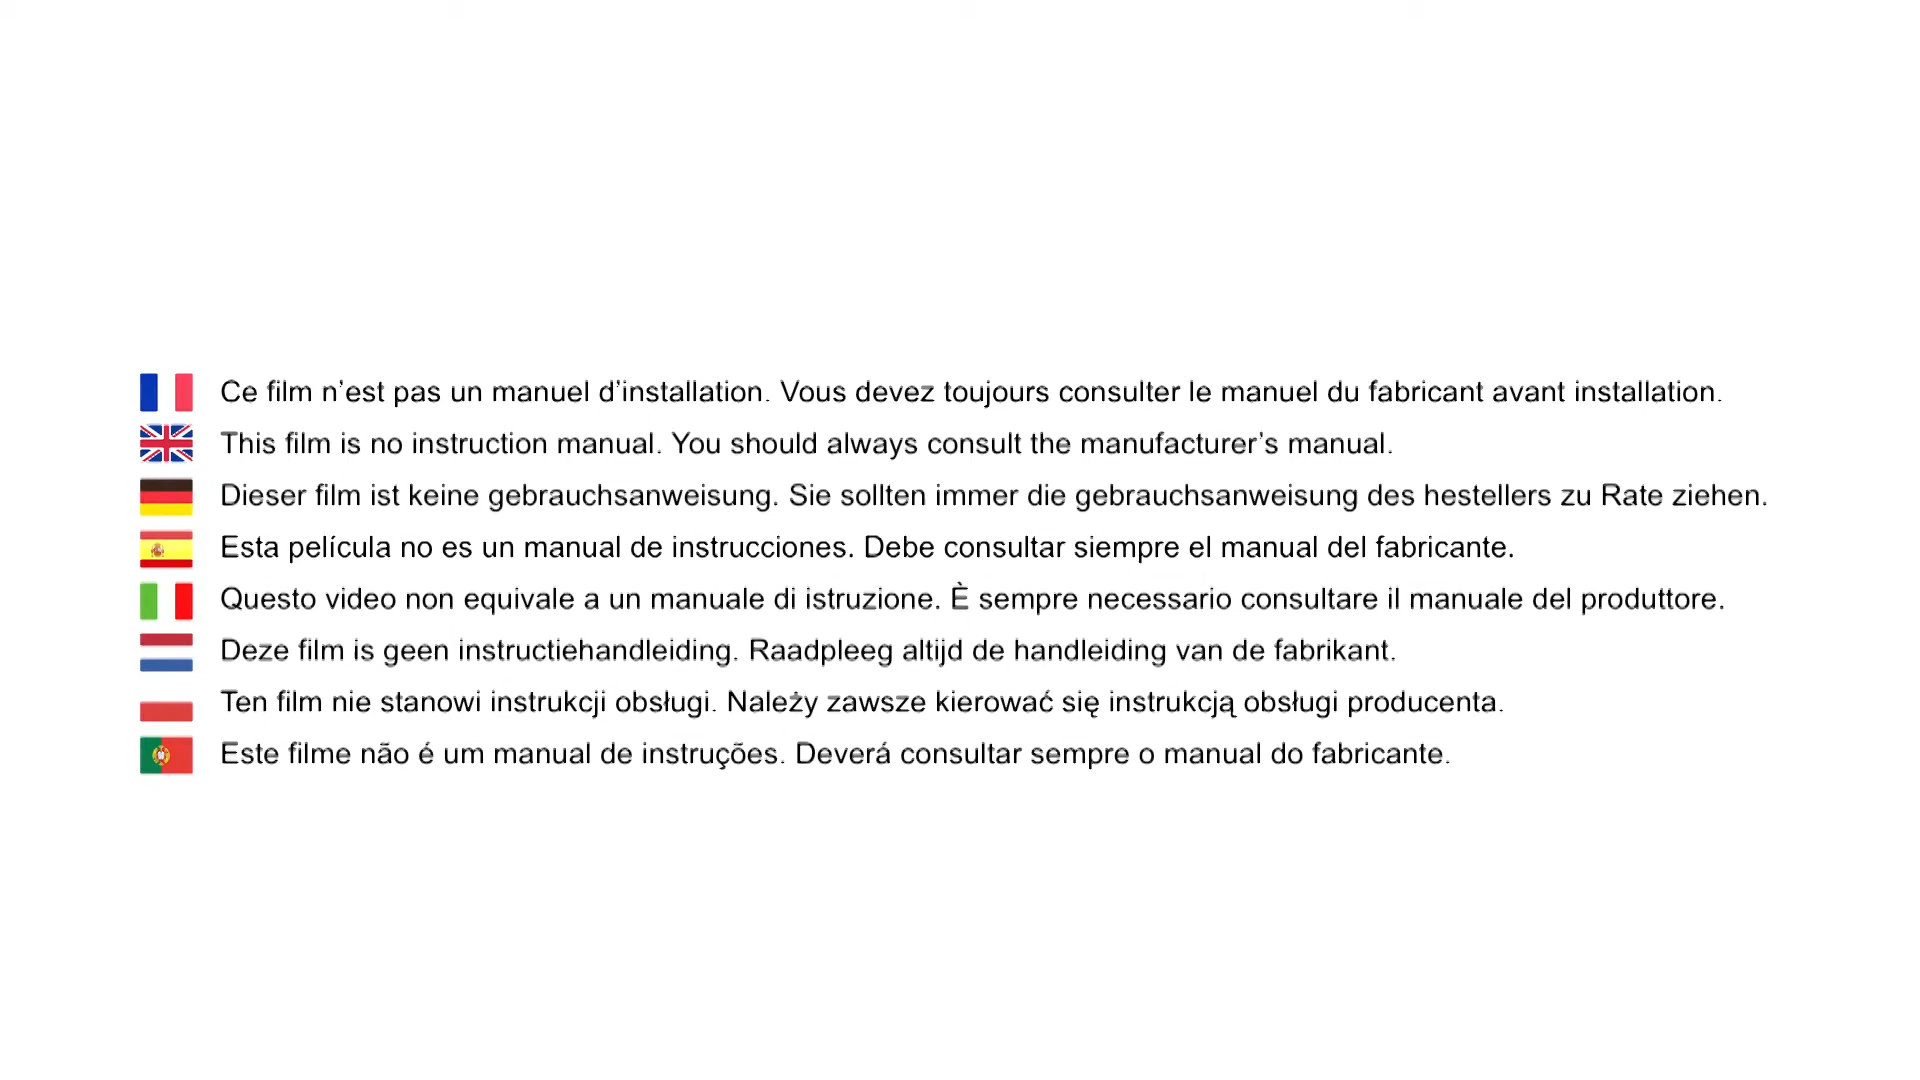 Ce film n’est pas un manuel d’installation. Vous devez toujours consulter le manuel du fabricant avant installation.
This film is no instruction manual. You should always consult the manufacturer’s manual.
Dieser film ist keine gebrauchsanweisung. Sie sollten immer die gebrauchsanweisung des hestellers zu Rate ziehen.
Esta película no es un manual de instrucciones. Debe consultar siempre el manual del fabricante.
Questo video non equivale a un manuale di istruzione. È sempre necessario consultare il manuale del produttore.
Deze film is geen instructiehandleiding. Raadpleeg altijd de handleiding van de fabrikant.
Ten film nie stanowi instrukcji obsługi. Należy zawsze kierować się instrukcją obsługi producenta.
Este filme não é um manual de instruções. Deverá consultar sempre o manual do fabricante.